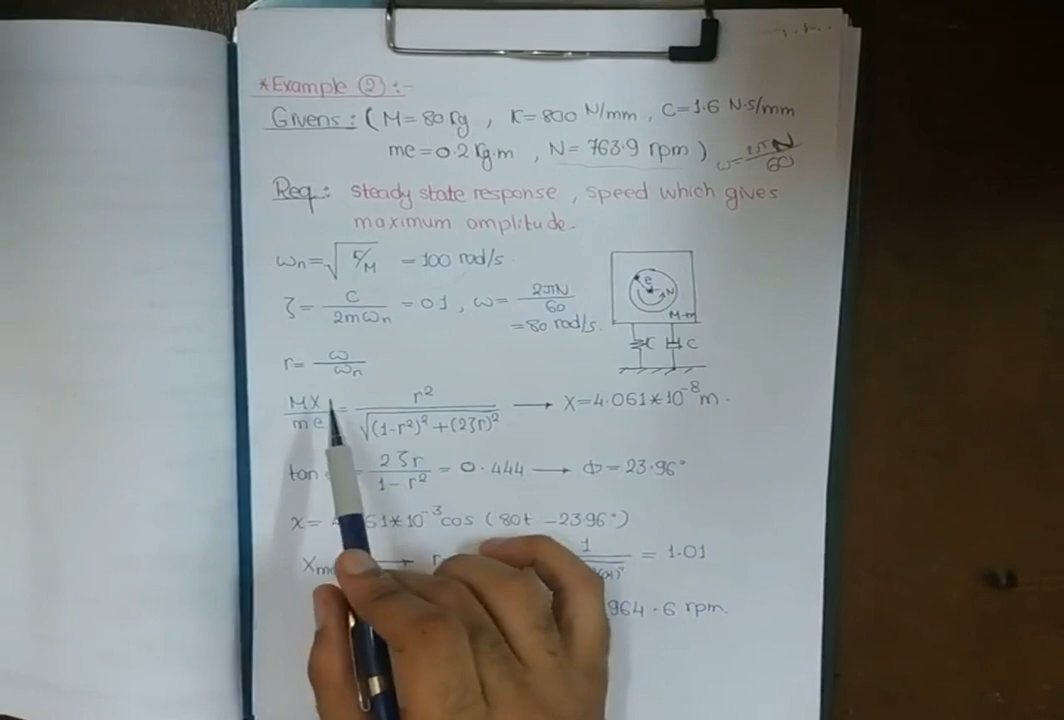 *Example ② :-
Givens : ( M = 80 Kg , K = 800 N/mm , C = 1.6 N.s/mm
me = 0.2 Kg.m , N = 763.9 rpm ) ω = 2πN/60
Req : steady state response , speed which gives
maximum amplitude.
ωn = √K/M = 100 rad/s
ζ = C/2mωn = 0.1 , ω = 2πN/60
= 80 rad/s.
e
M-m
K C
r = ω/ωn
MX/me = r²/√(1-r²)²+(2ζr)² → X = 4.061*10⁻⁸ m.
tan = 2ζr/1-r² = 0.444 → Φ = 23.96°
x = 61*10⁻³ cos (80t - 23.96°)
→ r 1 = 1.01
964.6 rpm.